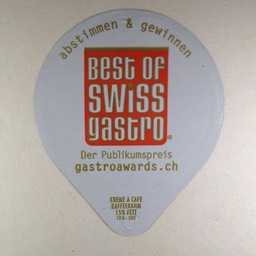 abstimmen & gewinnen
BEST OF
SWiSS
gastro®
Der Publikumspreis
gastroawards.ch
CREME A CAFE
KAFFEERAHM
15% FETT